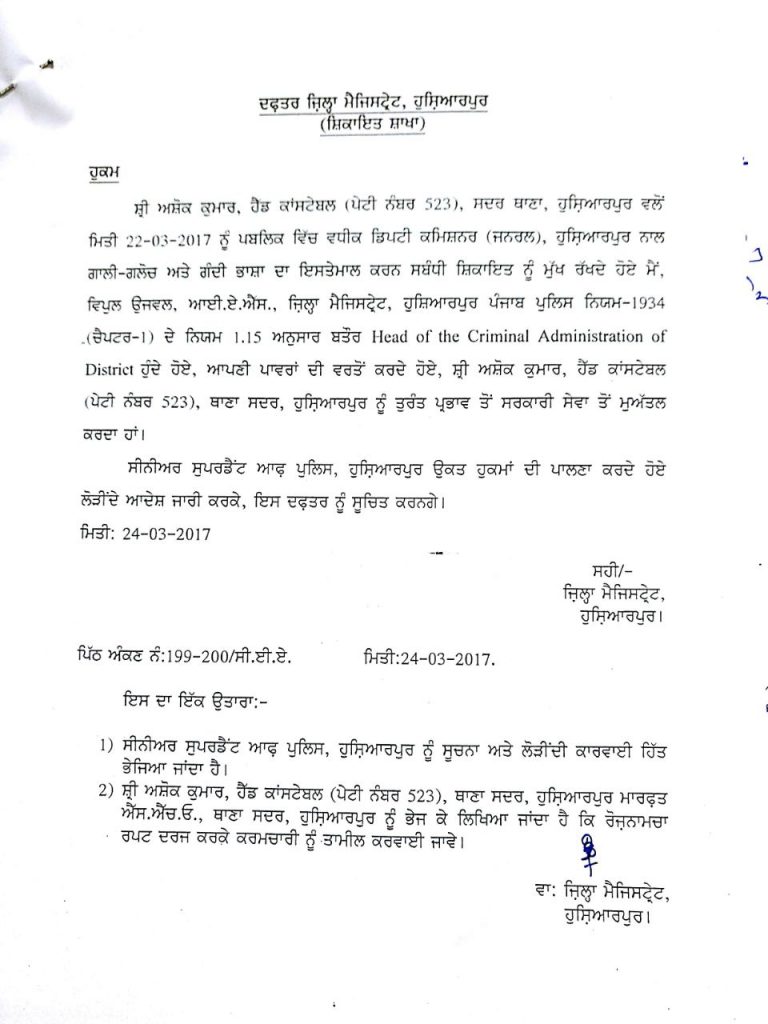 ਦਫ਼ਤਰ ਜ਼ਿਲ੍ਹਾ ਮੈਜਿਸਟ੍ਰੇਟ, ਹੁਸ਼ਿਆਰਪੁਰ
(ਸ਼ਿਕਾਇਤ ਸ਼ਾਖਾ)
ਹੁਕਮ
ਸ਼੍ਰੀ ਅਸ਼ੋਕ ਕੁਮਾਰ, ਹੈੱਡ ਕਾਂਸਟੇਬਲ (ਪੇਟੀ ਨੰਬਰ 523), ਸਦਰ ਥਾਣਾ, ਹੁਸ਼ਿਆਰਪੁਰ ਵਲੋਂ
ਮਿਤੀ 22-03-2017 ਨੂੰ ਪਬਲਿਕ ਵਿੱਚ ਵਧੀਕ ਡਿਪਟੀ ਕਮਿਸ਼ਨਰ (ਜਨਰਲ), ਹੁਸ਼ਿਆਰਪੁਰ ਨਾਲ
ਗਾਲੀ-ਗਲੋਚ ਅਤੇ ਗੰਦੀ ਭਾਸ਼ਾ ਦਾ ਇਸਤੇਮਾਲ ਕਰਨ ਸਬੰਧੀ ਸ਼ਿਕਾਇਤ ਨੂੰ ਮੁੱਖ ਰੱਖਦੇ ਹੋਏ ਮੈਂ,
ਵਿਪੁਲ ਉਜਵਲ, ਆਈ.ਏ.ਐਸ., ਜ਼ਿਲ੍ਹਾ ਮੈਜਿਸਟ੍ਰੇਟ, ਹੁਸ਼ਿਆਰਪੁਰ ਪੰਜਾਬ ਪੁਲਿਸ ਨਿਯਮ-1934
(ਚੈਪਟਰ-1) ਦੇ ਨਿਯਮ 1.15 ਅਨੁਸਾਰ ਬਤੌਰ Head of the Criminal Administration of
District ਹੁੰਦੇ ਹੋਏ, ਆਪਣੀ ਪਾਵਰਾਂ ਦੀ ਵਰਤੋਂ ਕਰਦੇ ਹੋਏ, ਸ਼੍ਰੀ ਅਸ਼ੋਕ ਕੁਮਾਰ, ਹੈੱਡ ਕਾਂਸਟੇਬਲ
(ਪੇਟੀ ਨੰਬਰ 523), ਥਾਣਾ ਸਦਰ, ਹੁਸ਼ਿਆਰਪੁਰ ਨੂੰ ਤੁਰੰਤ ਪ੍ਰਭਾਵ ਤੋਂ ਸਰਕਾਰੀ ਸੇਵਾ ਤੋਂ ਮੁਅੱਤਲ
ਕਰਦਾ ਹਾਂ।
ਸੀਨੀਅਰ ਸੁਪਰਡੈਂਟ ਆਫ਼ ਪੁਲਿਸ, ਹੁਸ਼ਿਆਰਪੁਰ ਉਕਤ ਹੁਕਮਾਂ ਦੀ ਪਾਲਣਾ ਕਰਦੇ ਹੋਏ
ਲੋੜੀਂਦੇ ਆਦੇਸ਼ ਜਾਰੀ ਕਰਕੇ, ਇਸ ਦਫ਼ਤਰ ਨੂੰ ਸੂਚਿਤ ਕਰਨਗੇ।
ਮਿਤੀ: 24-03-2017
ਸਹੀ/-
ਜ਼ਿਲ੍ਹਾ ਮੈਜਿਸਟ੍ਰੇਟ,
ਹੁਸ਼ਿਆਰਪੁਰ।
ਪਿੱਠ ਅੰਕਣ ਨੰ:199-200/ਸੀ.ਈ.ਏ. ਮਿਤੀ:24-03-2017.
ਇਸ ਦਾ ਇੱਕ ਉਤਾਰਾ:-
1) ਸੀਨੀਅਰ ਸੁਪਰਡੈਂਟ ਆਫ਼ ਪੁਲਿਸ, ਹੁਸ਼ਿਆਰਪੁਰ ਨੂੰ ਸੂਚਨਾ ਅਤੇ ਲੋੜੀਂਦੀ ਕਾਰਵਾਈ ਹਿੱਤ
ਭੇਜਿਆ ਜਾਂਦਾ ਹੈ।
2) ਸ਼੍ਰੀ ਅਸ਼ੋਕ ਕੁਮਾਰ, ਹੈੱਡ ਕਾਂਸਟੇਬਲ (ਪੇਟੀ ਨੰਬਰ 523), ਥਾਣਾ ਸਦਰ, ਹੁਸ਼ਿਆਰਪੁਰ ਮਾਰਫ਼ਤ
ਐੱਸ.ਐੱਚ.ਓ., ਥਾਣਾ ਸਦਰ, ਹੁਸ਼ਿਆਰਪੁਰ ਨੂੰ ਭੇਜ ਕੇ ਲਿਖਿਆ ਜਾਂਦਾ ਹੈ ਕਿ ਰੋਜ਼ਨਾਮਚਾ
ਰਪਟ ਦਰਜ ਕਰਕੇ ਕਰਮਚਾਰੀ ਨੂੰ ਤਾਮੀਲ ਕਰਵਾਈ ਜਾਵੇ।
ਵਾ: ਜ਼ਿਲ੍ਹਾ ਮੈਜਿਸਟ੍ਰੇਟ,
ਹੁਸ਼ਿਆਰਪੁਰ।